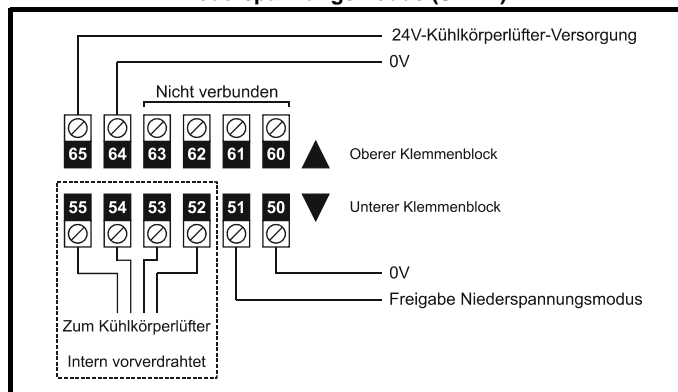 24V-Kühlkörperlüfter-Versorgung
0V
Nicht verbunden
65 64 63 62 61 60
Oberer Klemmenblock
55 54 53 52 51 50
Unterer Klemmenblock
0V
Freigabe Niederspannungsmodus
Zum Kühlkörperlüfter
Intern vorverdrahtet